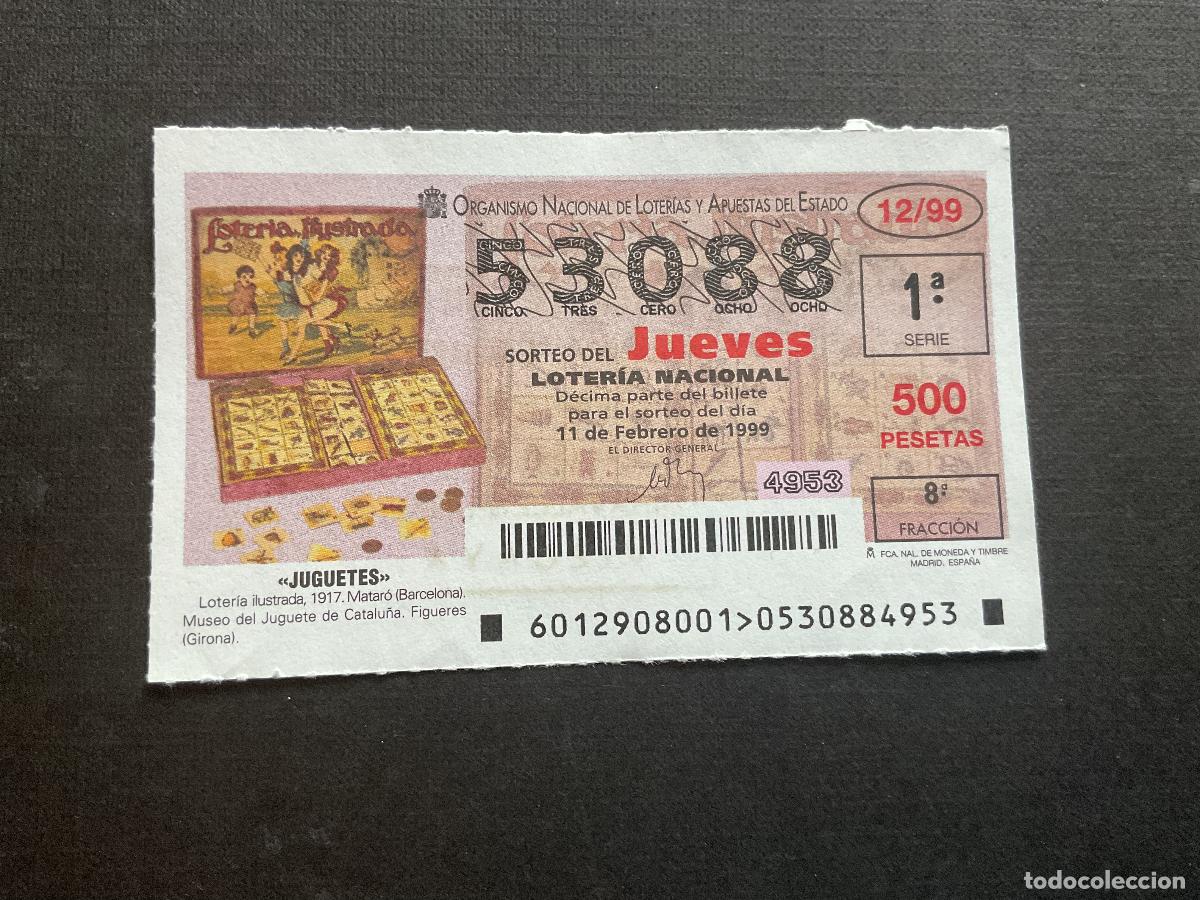 Lotería Ilustrada
ORGANISMO NACIONAL DE LOTERÍAS Y APUESTAS DEL ESTADO
12/99
53088
CINCO TRES CERO OCHO OCHO
1ª
SERIE
SORTEO DEL Jueves
LOTERÍA NACIONAL
Décima parte del billete
para el sorteo del día
11 de Febrero de 1999
EL DIRECTOR GENERAL
500
PESETAS
4953
8ª
FRACCIÓN
FCA. NAL. DE MONEDA Y TIMBRE
MADRID. ESPAÑA
«JUGUETES»
Lotería ilustrada, 1917. Mataró (Barcelona).
Museo del Juguete de Cataluña. Figueres
(Girona).
6012908001>0530884953
todocoleccion